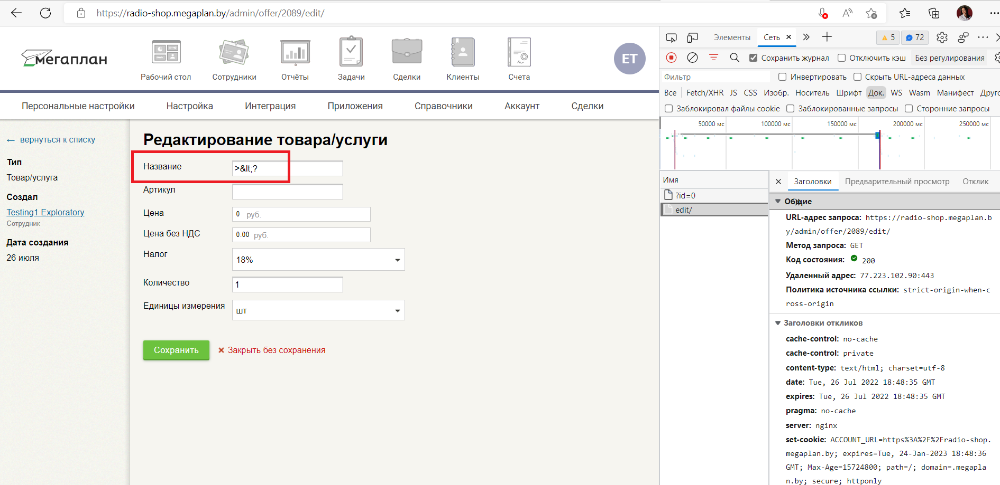 https://radio-shop.megaplan.by/admin/offer/2089/edit/
мегаплан
Рабочий стол
Сотрудники
Отчёты
Задачи
Сделки
Клиенты
Счета
ET
Персональные настройки
Настройка
Интеграция
Приложения
Справочники
Аккаунт
Сделки
← вернуться к списку
Тип
Товар/услуга
Создал
Testing1 Exploratory
Сотрудник
Дата создания
26 июля
Редактирование товара/услуги
Название
>&lt;?
Артикул
Цена
0 руб.
Цена без НДС
0.00 руб.
Налог
18%
Количество
1
Единицы измерения
шт
Сохранить
Закрыть без сохранения
Элементы
Сеть
5
72
Сохранить журнал
Отключить кэш
Без регулирования
Фильтр
Инвертировать
Скрыть URL-адреса данных
Все Fetch/XHR JS CSS Изобр. Носитель Шрифт Док. WS Wasm Манифест Друго
Заблокировал файлы cookie
Заблокированные запросы
Сторонние запросы
50000 мс
100000 мс
150000 мс
200000 мс
250000 мс
Имя
?id=0
edit/
Заголовки
Предварительный просмотр
Отклик
Общие
URL-адрес запроса: https://radio-shop.megaplan.b
y/admin/offer/2089/edit/
Метод запроса: GET
Код состояния: 200
Удаленный адрес: 77.223.102.90:443
Политика источника ссылки: strict-origin-when-c
ross-origin
Заголовки откликов
cache-control: no-cache
cache-control: private
content-type: text/html; charset=utf-8
date: Tue, 26 Jul 2022 18:48:35 GMT
expires: Tue, 26 Jul 2022 18:48:35 GMT
pragma: no-cache
server: nginx
set-cookie: ACCOUNT_URL=https%3A%2F%2Fradio-shop.
megaplan.by; expires=Tue, 24-Jan-2023 18:48:36
GMT; Max-Age=15724800; path=/; domain=.megapla
n.by; secure; httponly